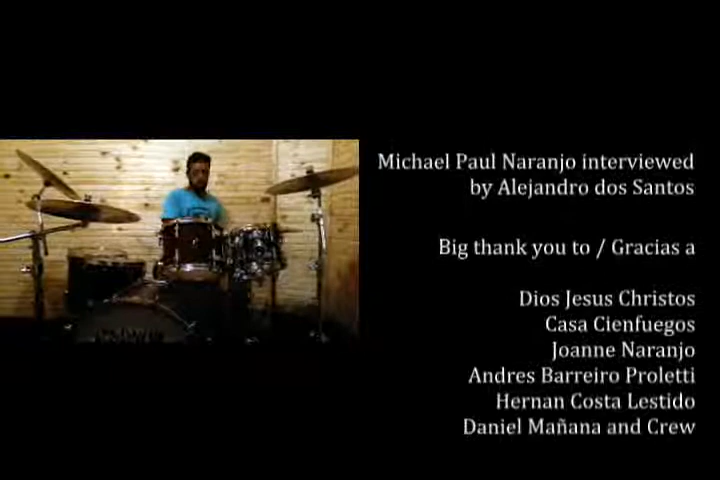 Michael Paul Naranjo interviewed
by Alejandro dos Santos
Big thank you to / Gracias a
Dios Jesus Christos
Casa Cienfuegos
Joanne Naranjo
Andres Barreiro Proletti
Hernan Costa Lestido
Daniel Mañana and Crew